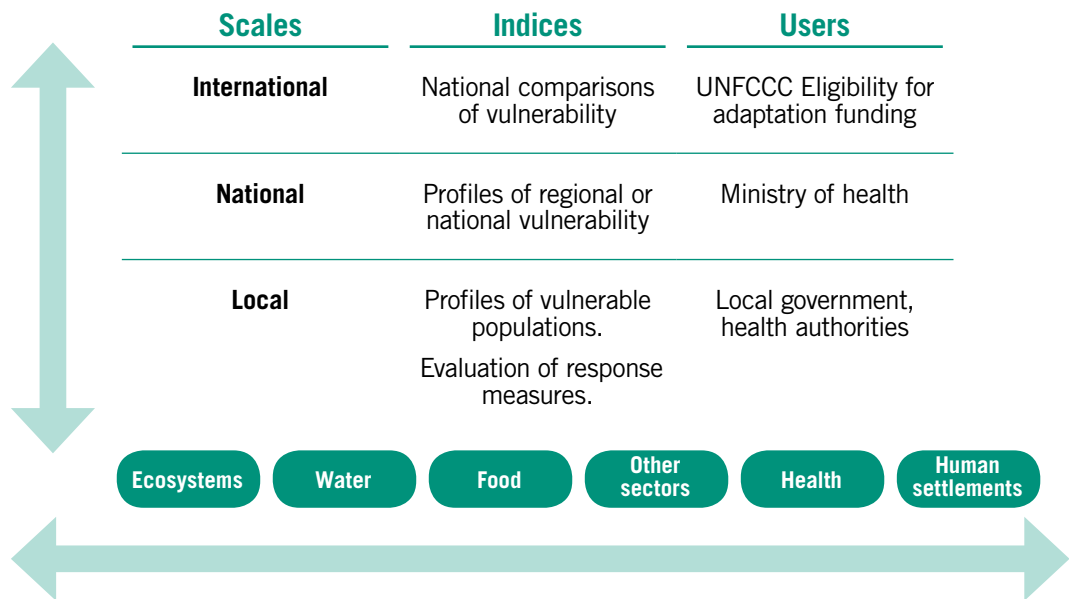 Scales
Indices
Users
International
National comparisons
of vulnerability
UNFCCC Eligibility for
adaptation funding
National
Profiles of regional or
national vulnerability
Ministry of health
Local
Profiles of vulnerable
populations.
Evaluation of response
measures.
Local government,
health authorities
Ecosystems
Water
Food
Other
sectors
Health
Human
settlements